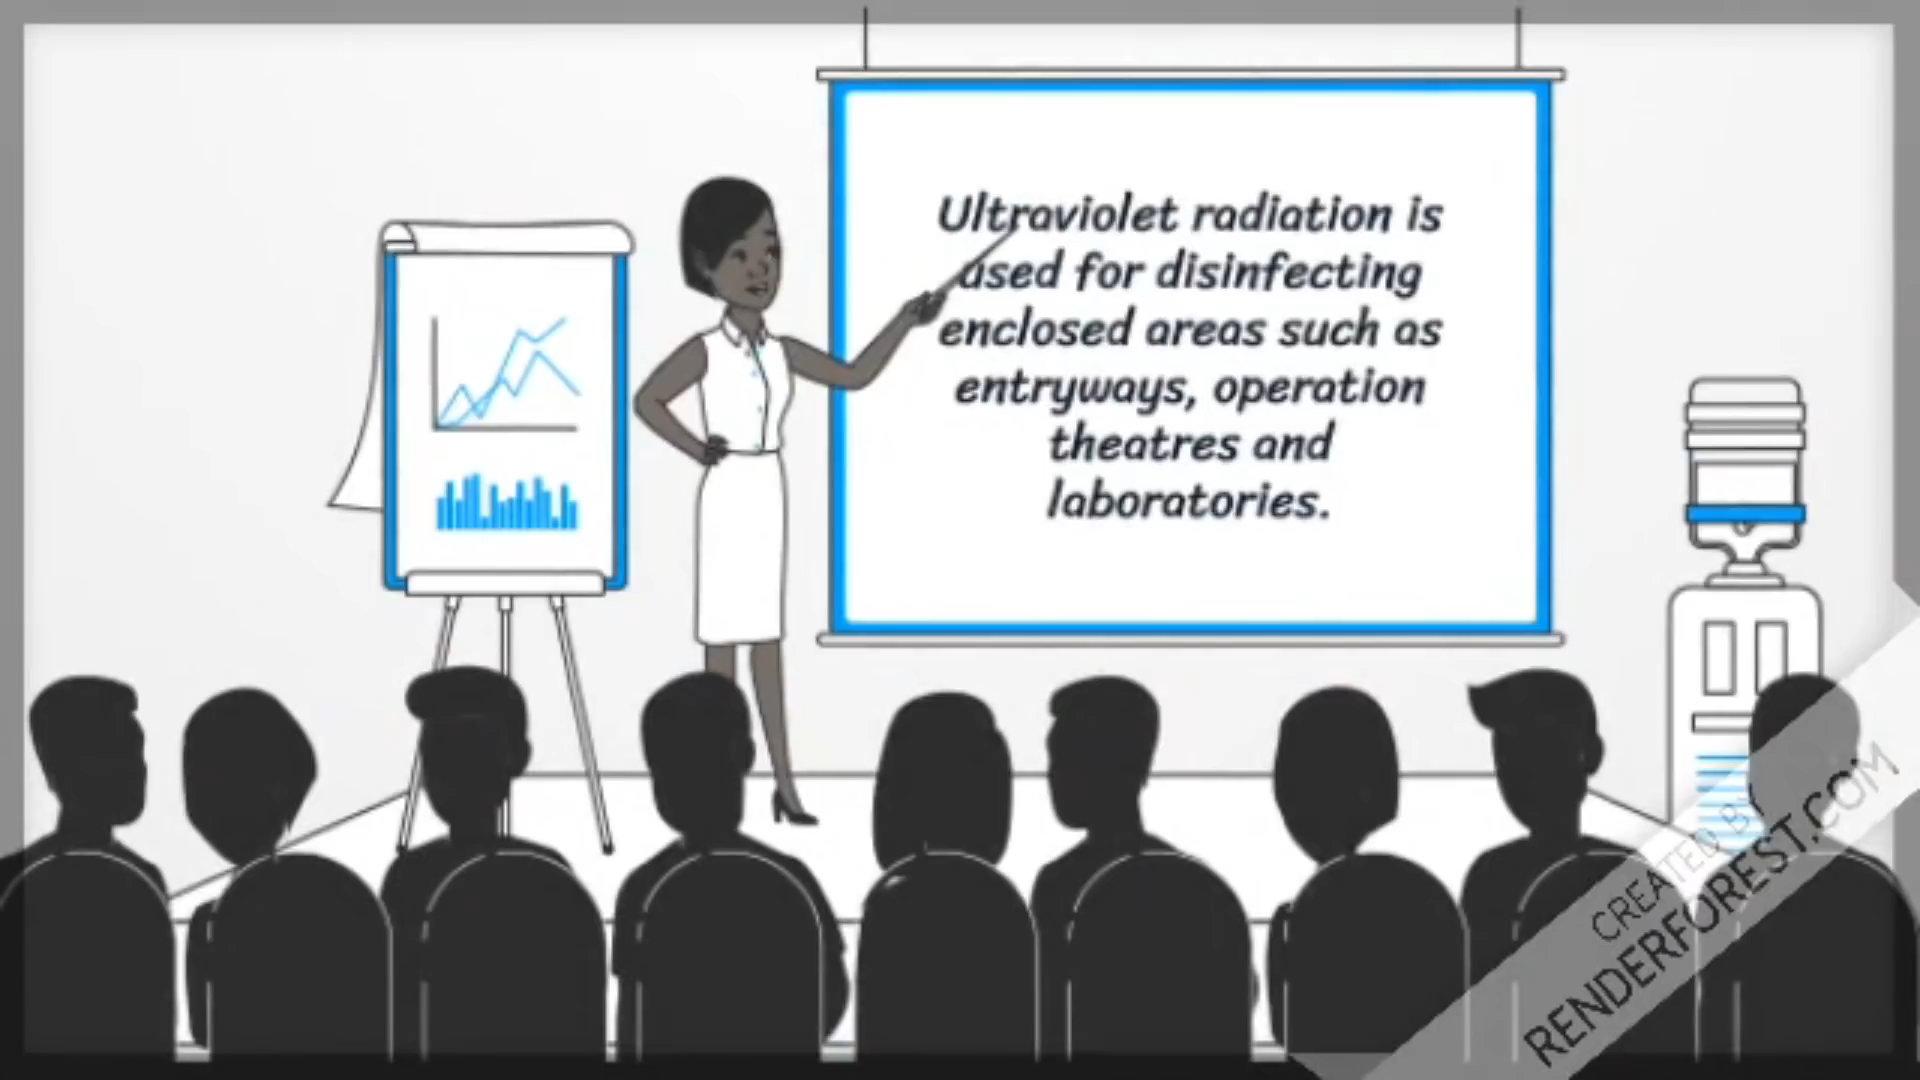 Ultraviolet radiation is
used for disinfecting
enclosed areas such as
entryways, operation
theatres and
laboratories.
CREATED BY
RENDERFOREST.COM